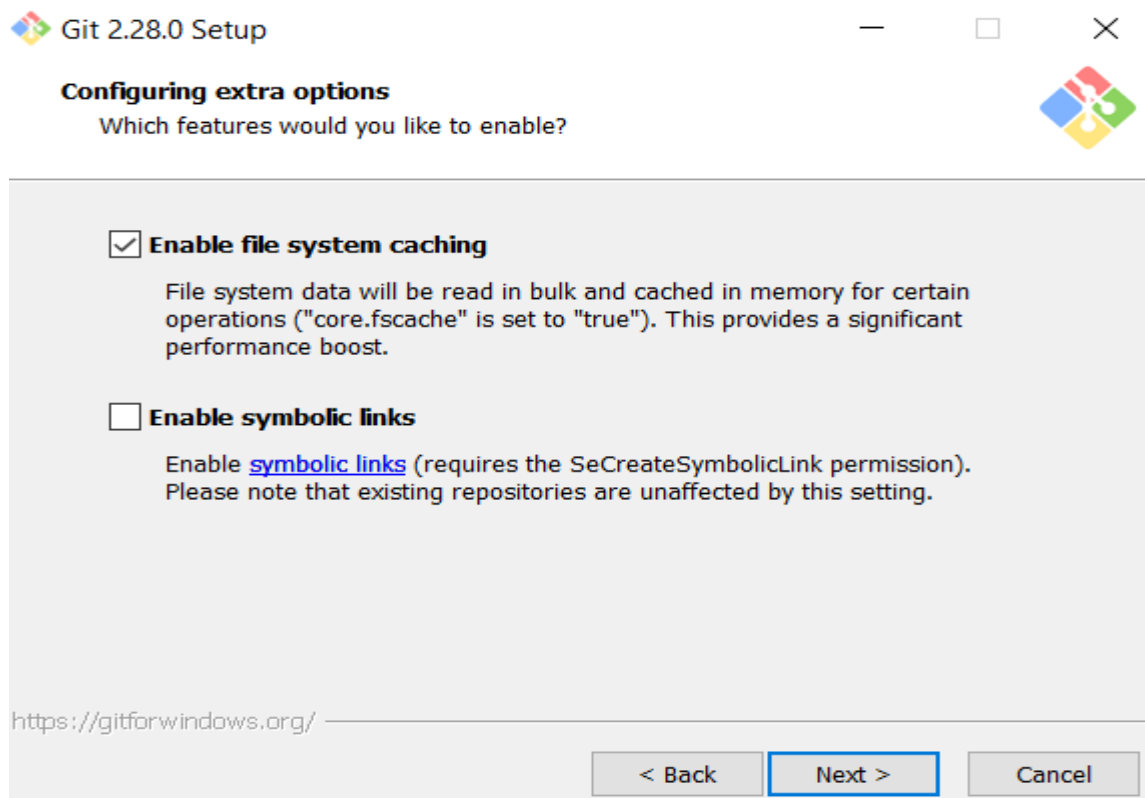 Git 2.28.0 Setup
Configuring extra options
Which features would you like to enable?
Enable file system caching
File system data will be read in bulk and cached in memory for certain
operations ("core.fscache" is set to "true"). This provides a significant
performance boost.
Enable symbolic links
Enable symbolic links (requires the SeCreateSymbolicLink permission).
Please note that existing repositories are unaffected by this setting.
https://gitforwindows.org/
< Back
Next >
Cancel